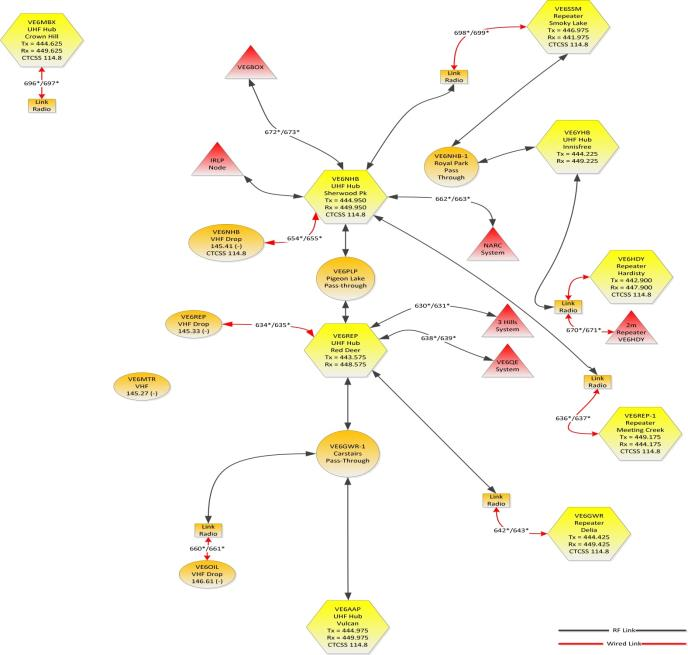 VE6MBX
UHF Hub
Crown Hill
Tx = 444.625
Rx = 449.625
CTCSS 114.8
696*/697*
Link
Radio
VE6BOX
672*/673*
698*/699*
Link
Radio
VE6SSM
Repeater
Smoky Lake
Tx = 446.975
Rx = 441.975
CTCSS 114.8
VE6NHB-1
Royal Park
Pass
Through
VE6YHB
UHF Hub
Innisfree
Tx = 444.225
Rx = 449.225
IRLP
Node
VE6NHB
UHF Hub
Sherwood Pk
Tx = 444.950
Rx = 449.950
CTCSS 114.8
662*/663*
NARC
System
VE6NHB
VHF Drop
145.41 (-)
CTCSS 114.8
654*/655*
VE6PLP
Pigeon Lake
Pass-through
VE6HDY
Repeater
Hardisty
Tx = 442.900
Rx = 447.900
CTCSS 114.8
Link
Radio
670*/671*
2m
Repeater
VE6HDY
VE6REP
VHF Drop
145.33 (-)
634*/635*
VE6REP
UHF Hub
Red Deer
Tx = 443.575
Rx = 448.575
630*/631*
3 Hills
System
638*/639*
VE6QE
System
VE6MTR
VHF
145.27 (-)
Link
Radio
636*/637*
VE6REP-1
Repeater
Meeting Creek
Tx = 449.175
Rx = 444.175
CTCSS 114.8
VE6GWR-1
Carstairs
Pass-Through
Link
Radio
660*/661*
VE6OIL
VHF Drop
146.61 (-)
Link
Radio
642*/643*
VE6GWR
Repeater
Delia
Tx = 444.425
Rx = 449.425
CTCSS 114.8
VE6AAP
UHF Hub
Vulcan
Tx = 444.975
Rx = 449.975
CTCSS 114.8
RF Link
Wired Link